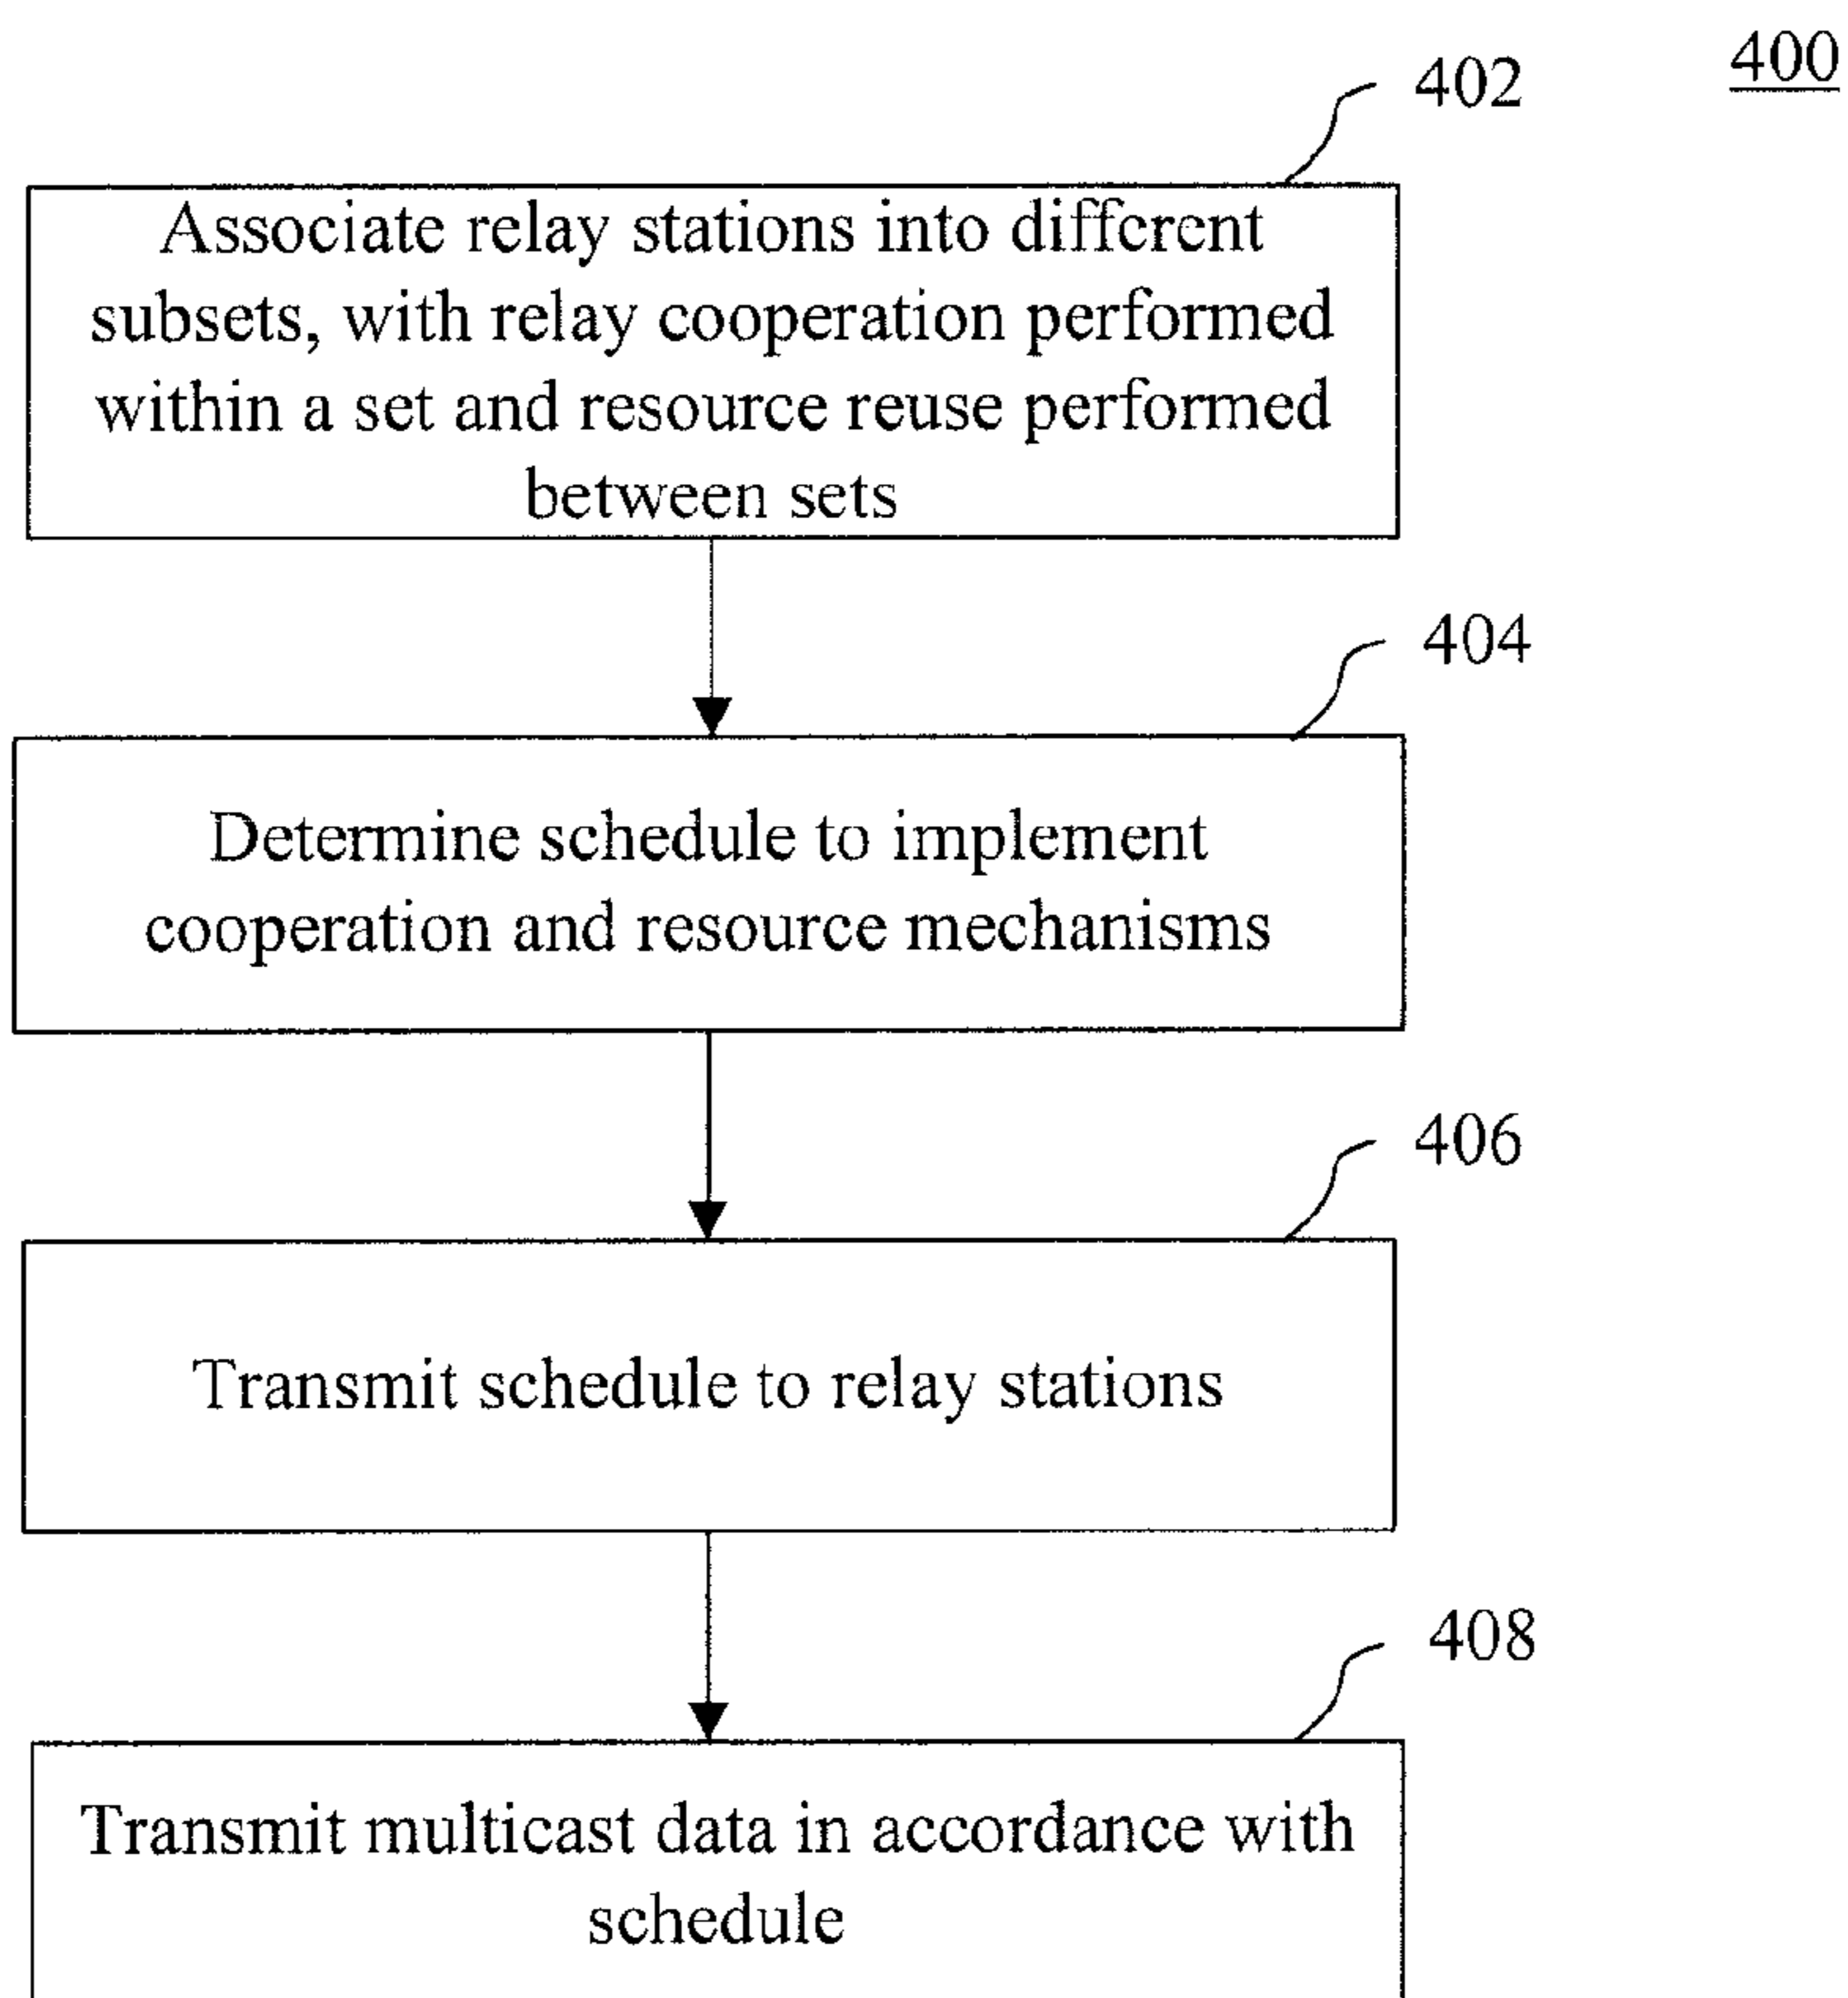 400
402
Associate relay stations into different
subsets, with relay cooperation performed
within a set and resource reuse performed
between sets
404
Determine schedule to implement
cooperation and resource mechanisms
406
Transmit schedule to relay stations
408
Transmit multicast data in accordance with
schedule